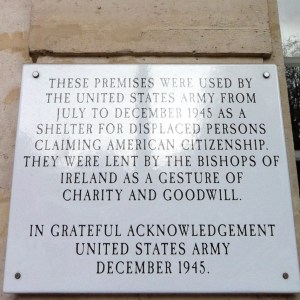 THESE PREMISES WERE USED BY
THE UNITED STATES ARMY FROM
JULY TO DECEMBER 1945 AS A
SHELTER FOR DISPLACED PERSONS
CLAIMING AMERICAN CITIZENSHIP.
THEY WERE LENT BY THE BISHOPS OF
IRELAND AS A GESTURE OF
CHARITY AND GOODWILL.
IN GRATEFUL ACKNOWLEDGEMENT
UNITED STATES ARMY
DECEMBER 1945.